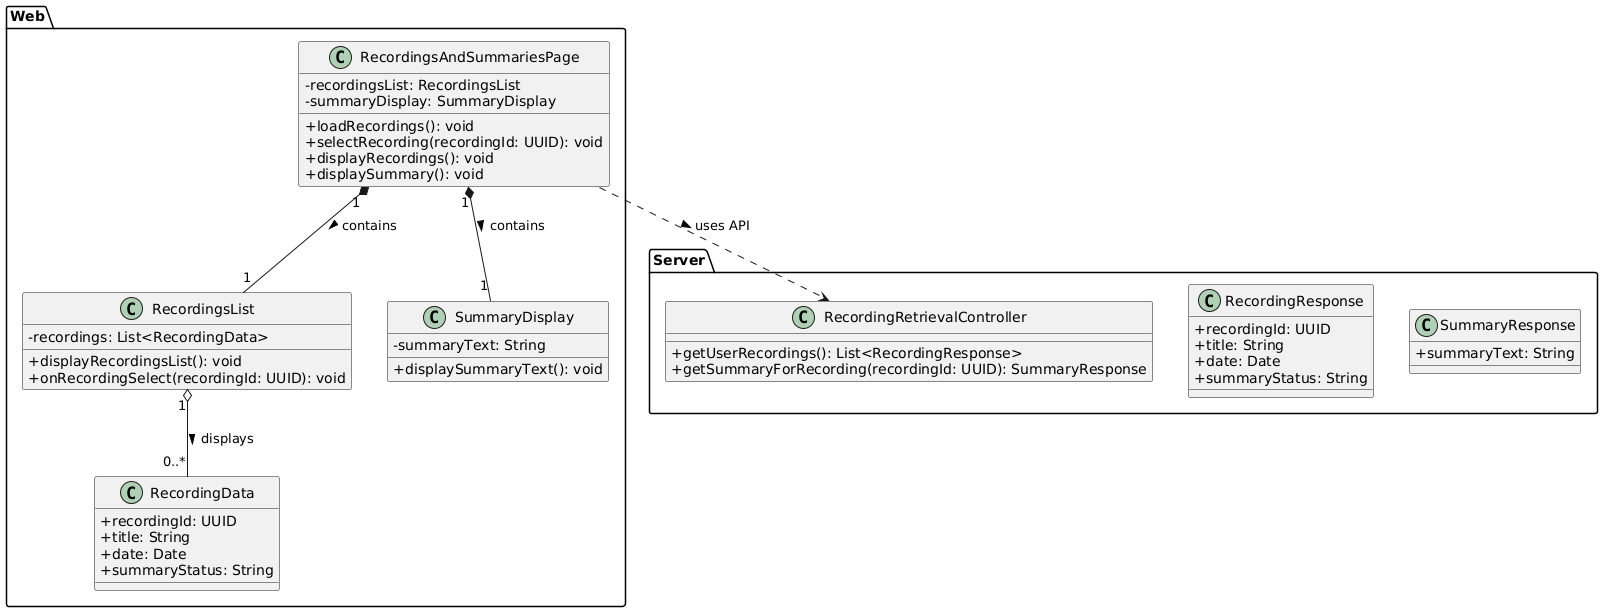 Web
C RecordingsAndSummariesPage
-recordingsList: RecordingsList
-summaryDisplay: SummaryDisplay
+loadRecordings(): void
+selectRecording(recordingId: UUID): void
+displayRecordings(): void
+displaySummary(): void
1
1
contains
contains
uses API
1
1
Server
C RecordingsList
-recordings: List<RecordingData>
+displayRecordingsList(): void
+onRecordingSelect(recordingId: UUID): void
C SummaryDisplay
-summaryText: String
+displaySummaryText(): void
C RecordingRetrievalController
+getUserRecordings(): List<RecordingResponse>
+getSummaryForRecording(recordingId: UUID): SummaryResponse
C RecordingResponse
+recordingId: UUID
+title: String
+date: Date
+summaryStatus: String
C SummaryResponse
+summaryText: String
1
displays
0..*
C RecordingData
+recordingId: UUID
+title: String
+date: Date
+summaryStatus: String